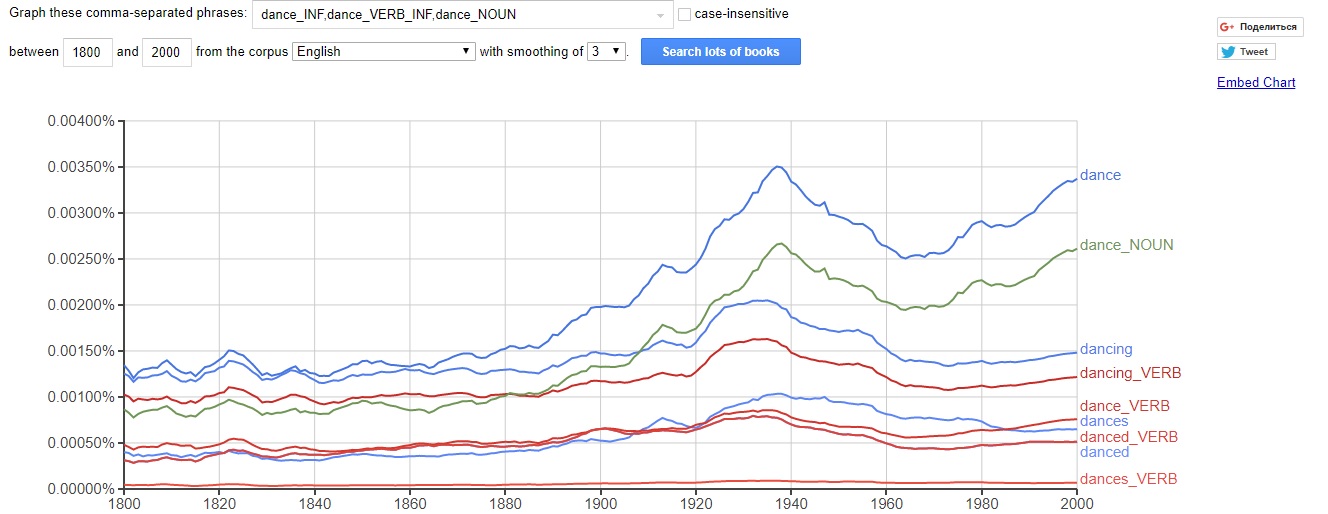 Graph these comma-separated phrases: dance_INF,dance_VERB_INF,dance_NOUN case-insensitive
between 1800 and 2000 from the corpus English with smoothing of 3 . Search lots of books
G+ Поделиться
Tweet
Embed Chart
0.00400%
0.00350%
0.00300%
0.00250%
0.00200%
0.00150%
0.00100%
0.00050%
0.00000%
dance
dance_NOUN
dancing
dancing_VERB
dance_VERB
dances
danced_VERB
danced
dances_VERB
1800 1820 1840 1860 1880 1900 1920 1940 1960 1980 2000